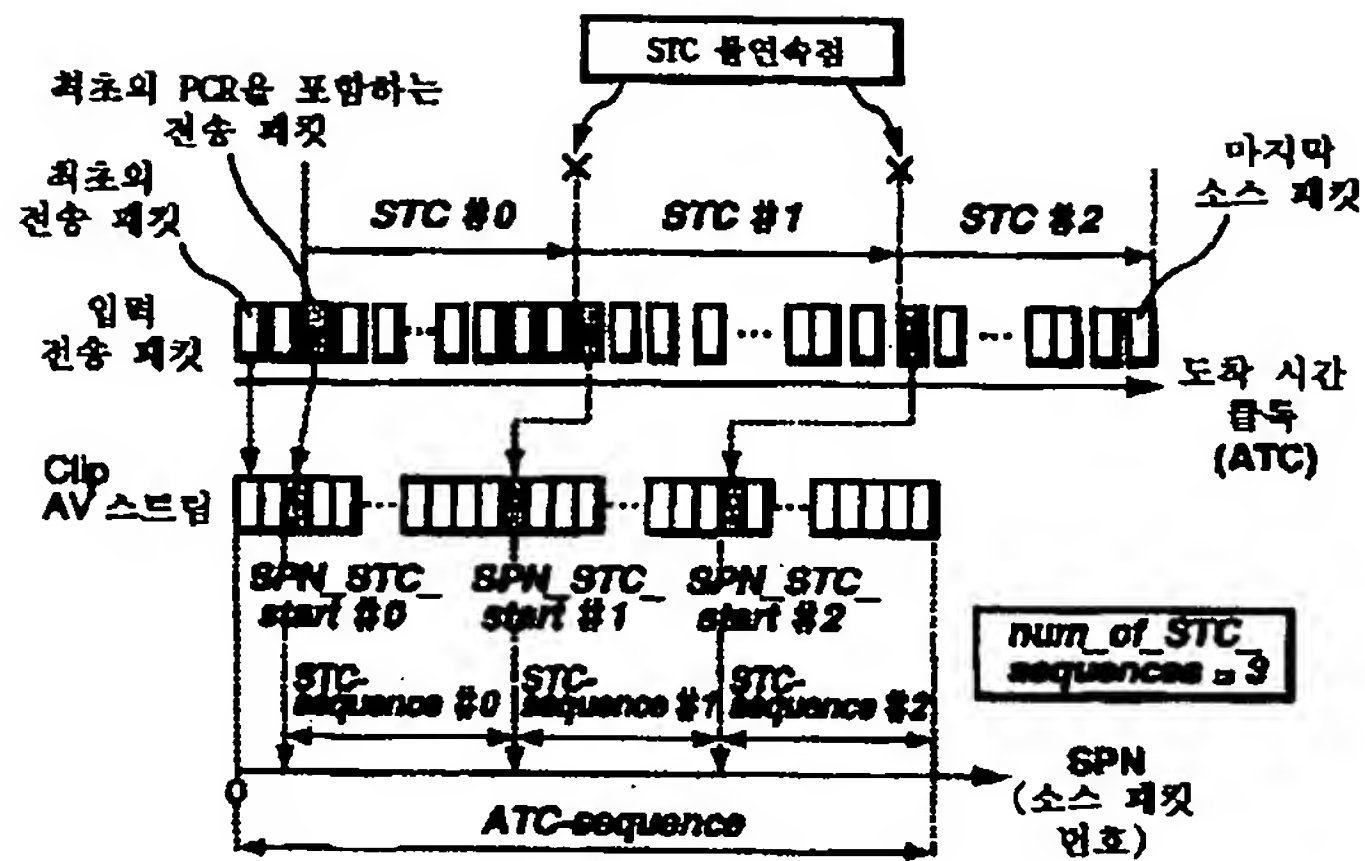 STC 불연속점
최초의 PCR을 포함하는
전송 패킷
최초의
전송 패킷
마지막
소스 패킷
STC #0
STC #1
STC #2
입력
전송 패킷
도착 시간
클록
(ATC)
Clip
AV 스트림
SPN_STC_
start #0
SPN_STC_
start #1
SPN_STC_
start #2
num_of_STC_
sequences = 3
STC-
sequence #0
STC-
sequence #1
STC-
sequence #2
0
SPN
(소스 패킷
번호)
ATC-sequence